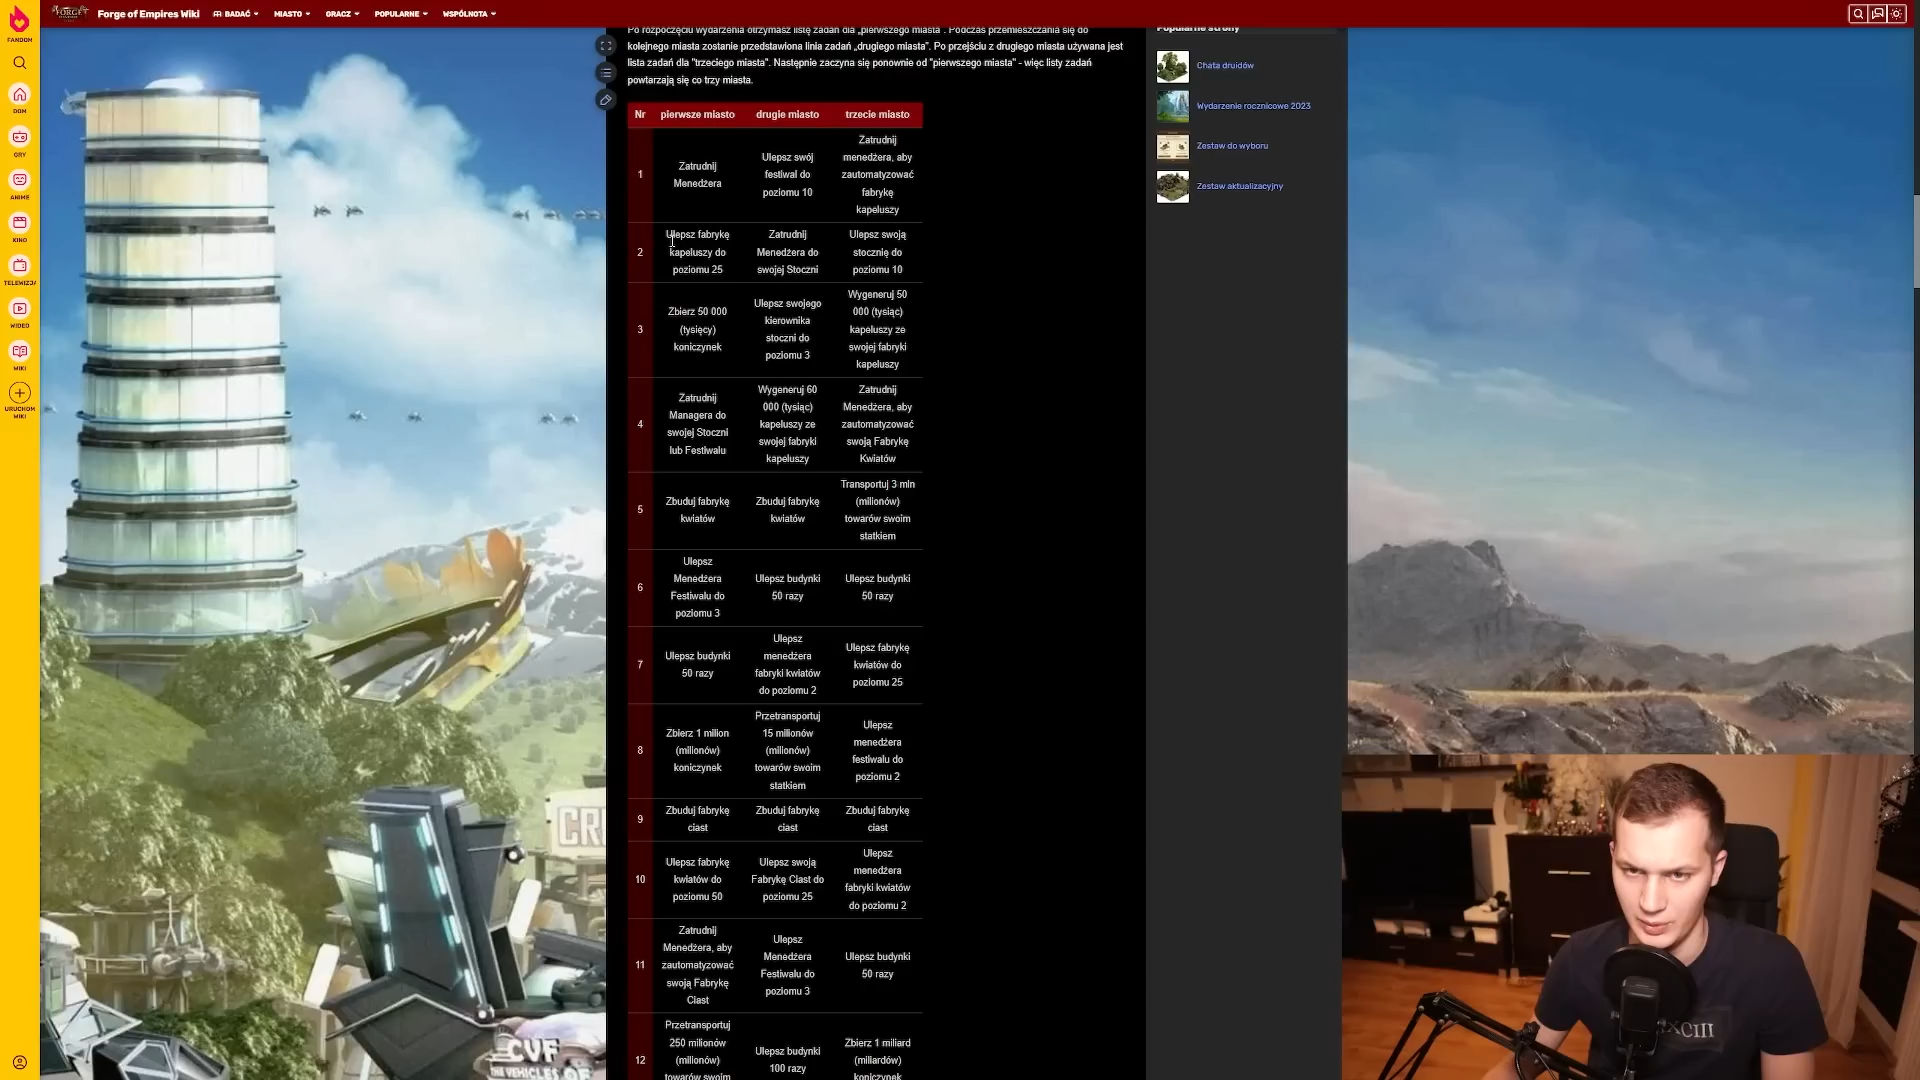 Forge of Empires Wiki
BADAĆ
MIASTO
GRACZ
POPULARNE
WSPÓLNOTA
FANDOM
DOM
GRY
ANIME
KINO
TELEWIZJA
WIDEO
WIKI
URUCHOM
WIKI
Po rozpoczęciu wydarzenia otrzymasz listę zadań dla „pierwszego miasta". Podczas przemieszczania się do
kolejnego miasta zostanie przedstawiona linia zadań „drugiego miasta". Po przejściu z drugiego miasta używana jest
lista zadań dla "trzeciego miasta". Następnie zaczyna się ponownie od "pierwszego miasta" - więc listy zadań
powtarzają się co trzy miasta.
Nr pierwsze miasto drugie miasto trzecie miasto
1
Zatrudnij
Menedżera
Ulepsz swój
festiwal do
poziomu 10
Zatrudnij
menedżera, aby
zautomatyzować
fabrykę
kapeluszy
2
Ulepsz fabrykę
kapeluszy do
poziomu 25
Zatrudnij
Menedżera do
swojej Stoczni
Ulepsz swoją
stocznię do
poziomu 10
3
Zbierz 50 000
(tysięcy)
koniczynek
Ulepsz swojego
kierownika
stoczni do
poziomu 3
Wygeneruj 50
000 (tysiąc)
kapeluszy ze
swojej fabryki
kapeluszy
4
Zatrudnij
Managera do
swojej Stoczni
lub Festiwalu
Wygeneruj 60
000 (tysiąc)
kapeluszy ze
swojej fabryki
kapeluszy
Zatrudnij
Menedżera, aby
zautomatyzować
swoją Fabrykę
Kwiatów
5
Zbuduj fabrykę
kwiatów
Zbuduj fabrykę
kwiatów
Transportuj 3 mln
(milionów)
towarów swoim
statkiem
6
Ulepsz
Menedżera
Festiwalu do
poziomu 3
Ulepsz budynki
50 razy
Ulepsz budynki
50 razy
7
Ulepsz budynki
50 razy
Ulepsz
menedżera
fabryki kwiatów
do poziomu 2
Ulepsz fabrykę
kwiatów do
poziomu 25
8
Zbierz 1 milion
(milionów)
koniczynek
Przetransportuj
15 milionów
(milionów)
towarów swoim
statkiem
Ulepsz
menedżera
festiwalu do
poziomu 2
9
Zbuduj fabrykę
ciast
Zbuduj fabrykę
ciast
Zbuduj fabrykę
ciast
10
Ulepsz fabrykę
kwiatów do
poziomu 50
Ulepsz swoją
Fabrykę Ciast do
poziomu 25
Ulepsz
menedżera
fabryki kwiatów
do poziomu 2
11
Zatrudnij
Menedżera, aby
zautomatyzować
swoją Fabrykę
Ciast
Ulepsz
Menedżera
Festiwalu do
poziomu 3
Ulepsz budynki
50 razy
12
Przetransportuj
250 milionów
(milionów)
towarów swoim
Ulepsz budynki
100 razy
Zbierz 1 miliard
(miliardów)
koniczynek
Popularne strony
Chata druidów
Wydarzenie rocznicowe 2023
Zestaw do wyboru
Zestaw aktualizacyjny
CVF
THE VEHICLES OF